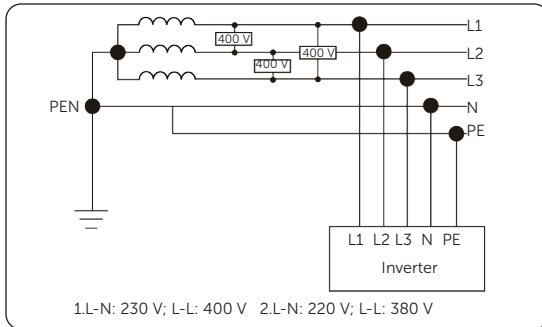 L1
400 V
L2
400 V
400 V
L3
PEN
N
PE
L1 L2 L3 N PE
Inverter
1.L-N: 230 V; L-L: 400 V 2.L-N: 220 V; L-L: 380 V